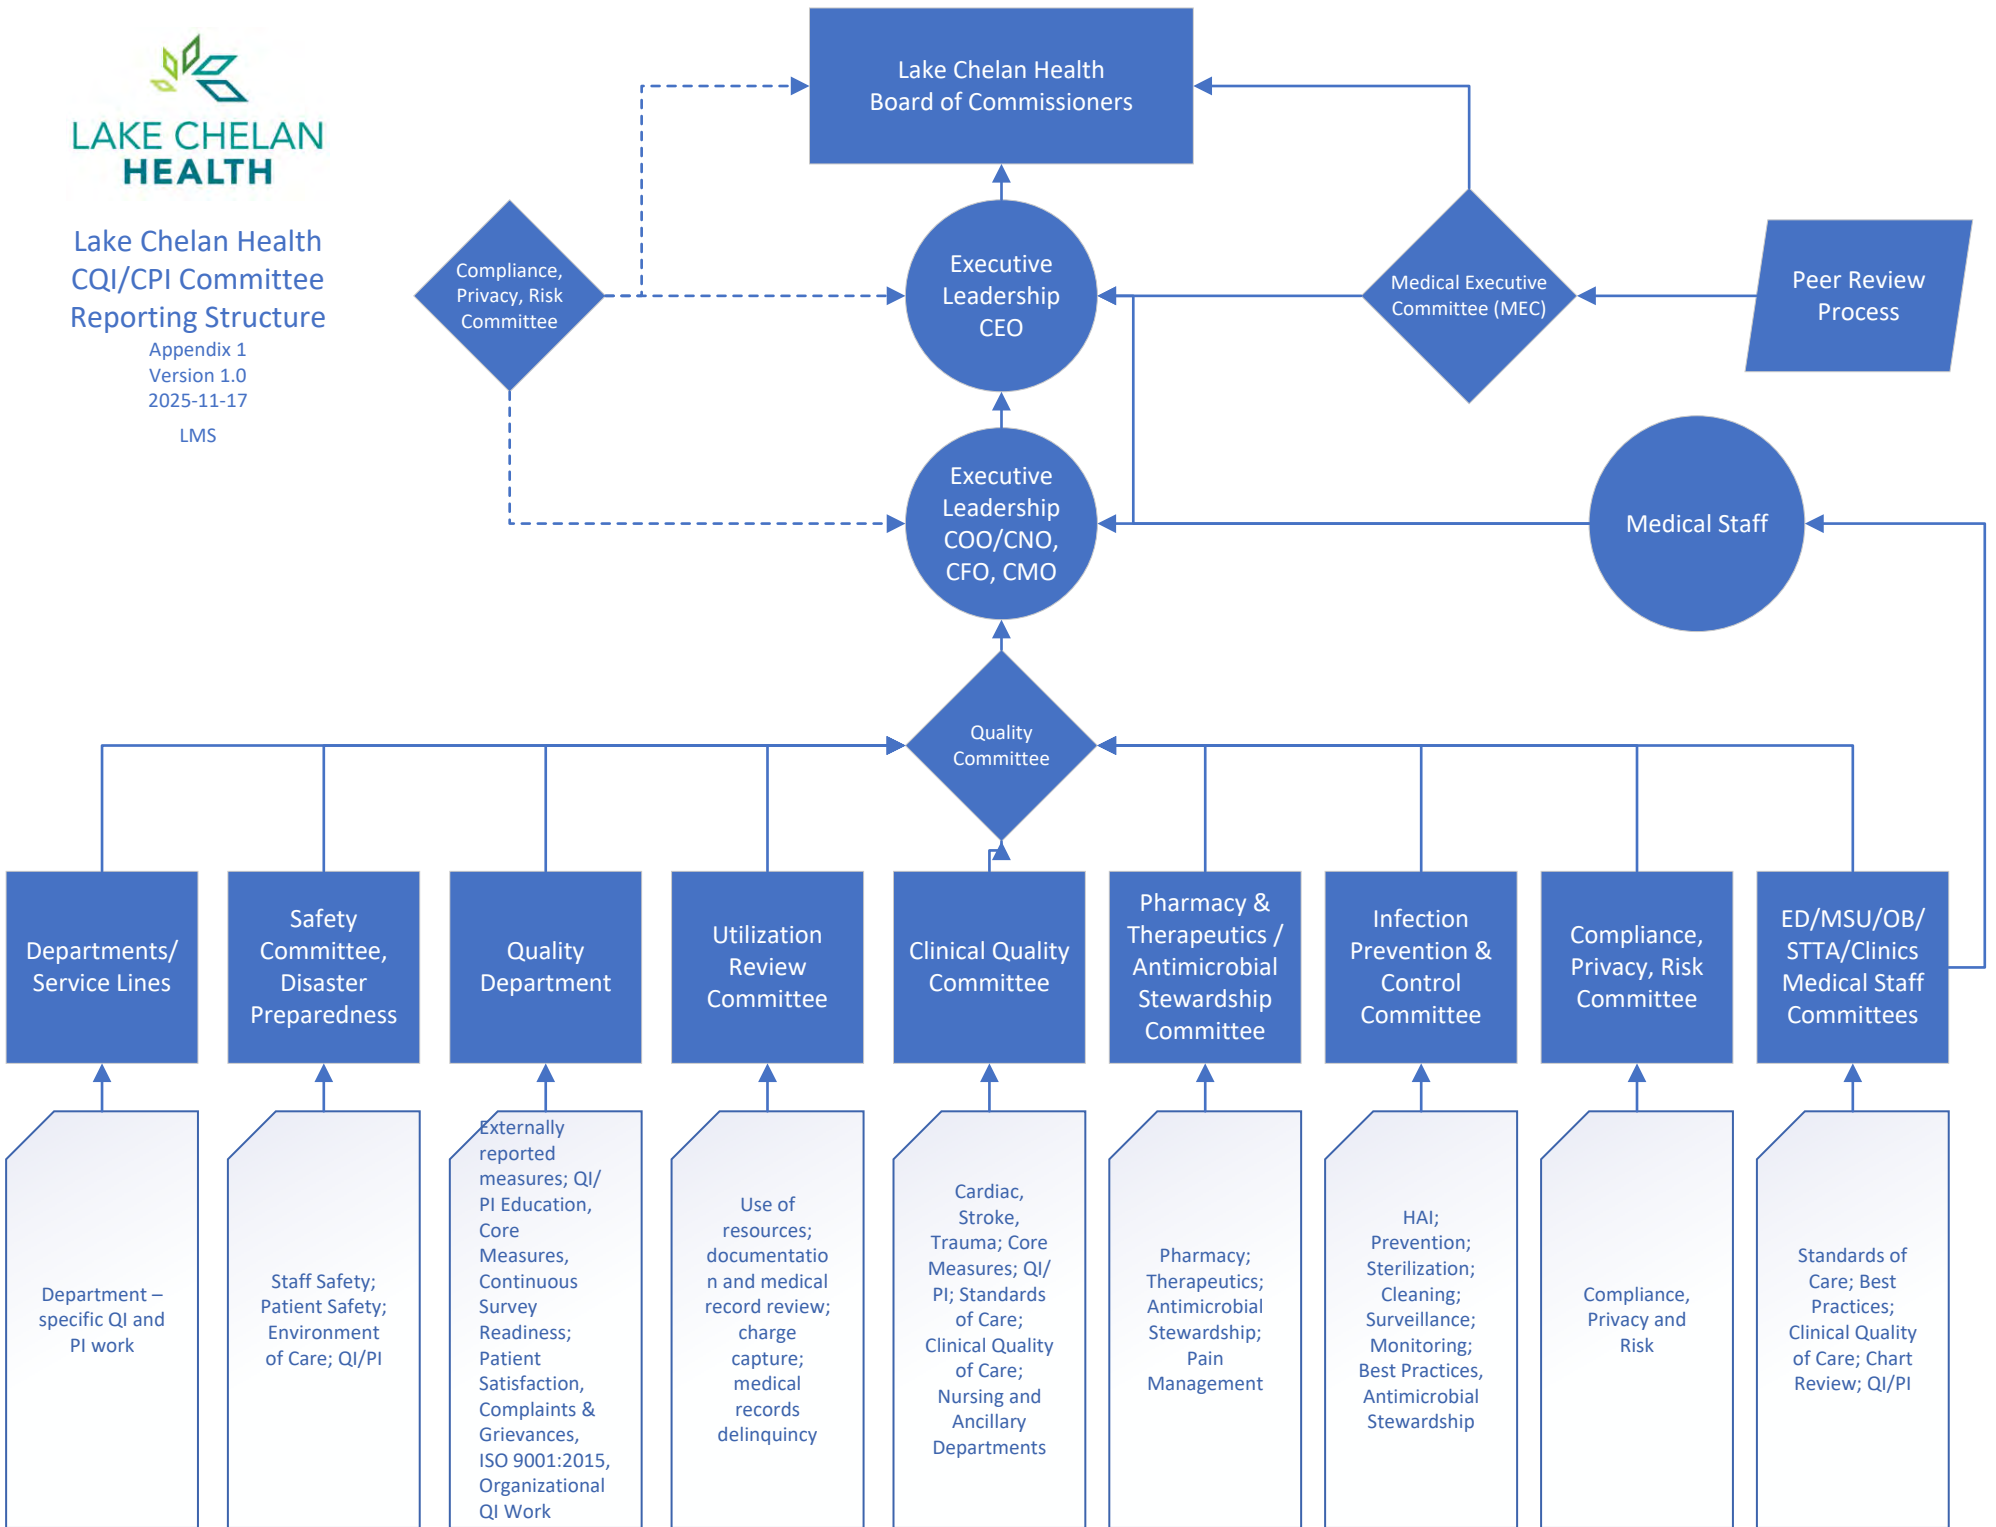 LAKE CHELAN
HEALTH
Lake Chelan Health
CQI/CPI Committee
Reporting Structure
Appendix 1
Version 1.0
2025-11-17
LMS
Lake Chelan Health
Board of Commissioners
Compliance,
Privacy, Risk
Committee
Executive
Leadership
CEO
Medical Executive
Committee (MEC)
Peer Review
Process
Executive
Leadership
COO/CNO,
CFO, CMO
Medical Staff
Quality
Committee
Departments/
Service Lines
Safety
Committee,
Disaster
Preparedness
Quality
Department
Utilization
Review
Committee
Clinical Quality
Committee
Pharmacy &
Therapeutics /
Antimicrobial
Stewardship
Committee
Infection
Prevention &
Control
Committee
Compliance,
Privacy, Risk
Committee
ED/MSU/OB/
STTA/Clinics
Medical Staff
Committees
Department –
specific QI and
PI work
Staff Safety;
Patient Safety;
Environment
of Care; QI/PI
Externally
reported
measures; QI/
PI Education,
Core
Measures,
Continuous
Survey
Readiness;
Patient
Satisfaction,
Complaints &
Grievances,
ISO 9001:2015,
Organizational
QI Work
Use of
resources;
documentatio
n and medical
record review;
charge
capture;
medical
records
delinquincy
Cardiac,
Stroke,
Trauma; Core
Measures; QI/
PI; Standards
of Care;
Clinical Quality
of Care;
Nursing and
Ancillary
Departments
Pharmacy;
Therapeutics;
Antimicrobial
Stewardship;
Pain
Management
HAI;
Prevention;
Sterilization;
Cleaning;
Surveillance;
Monitoring;
Best Practices,
Antimicrobial
Stewardship
Compliance,
Privacy and
Risk
Standards of
Care; Best
Practices;
Clinical Quality
of Care; Chart
Review; QI/PI